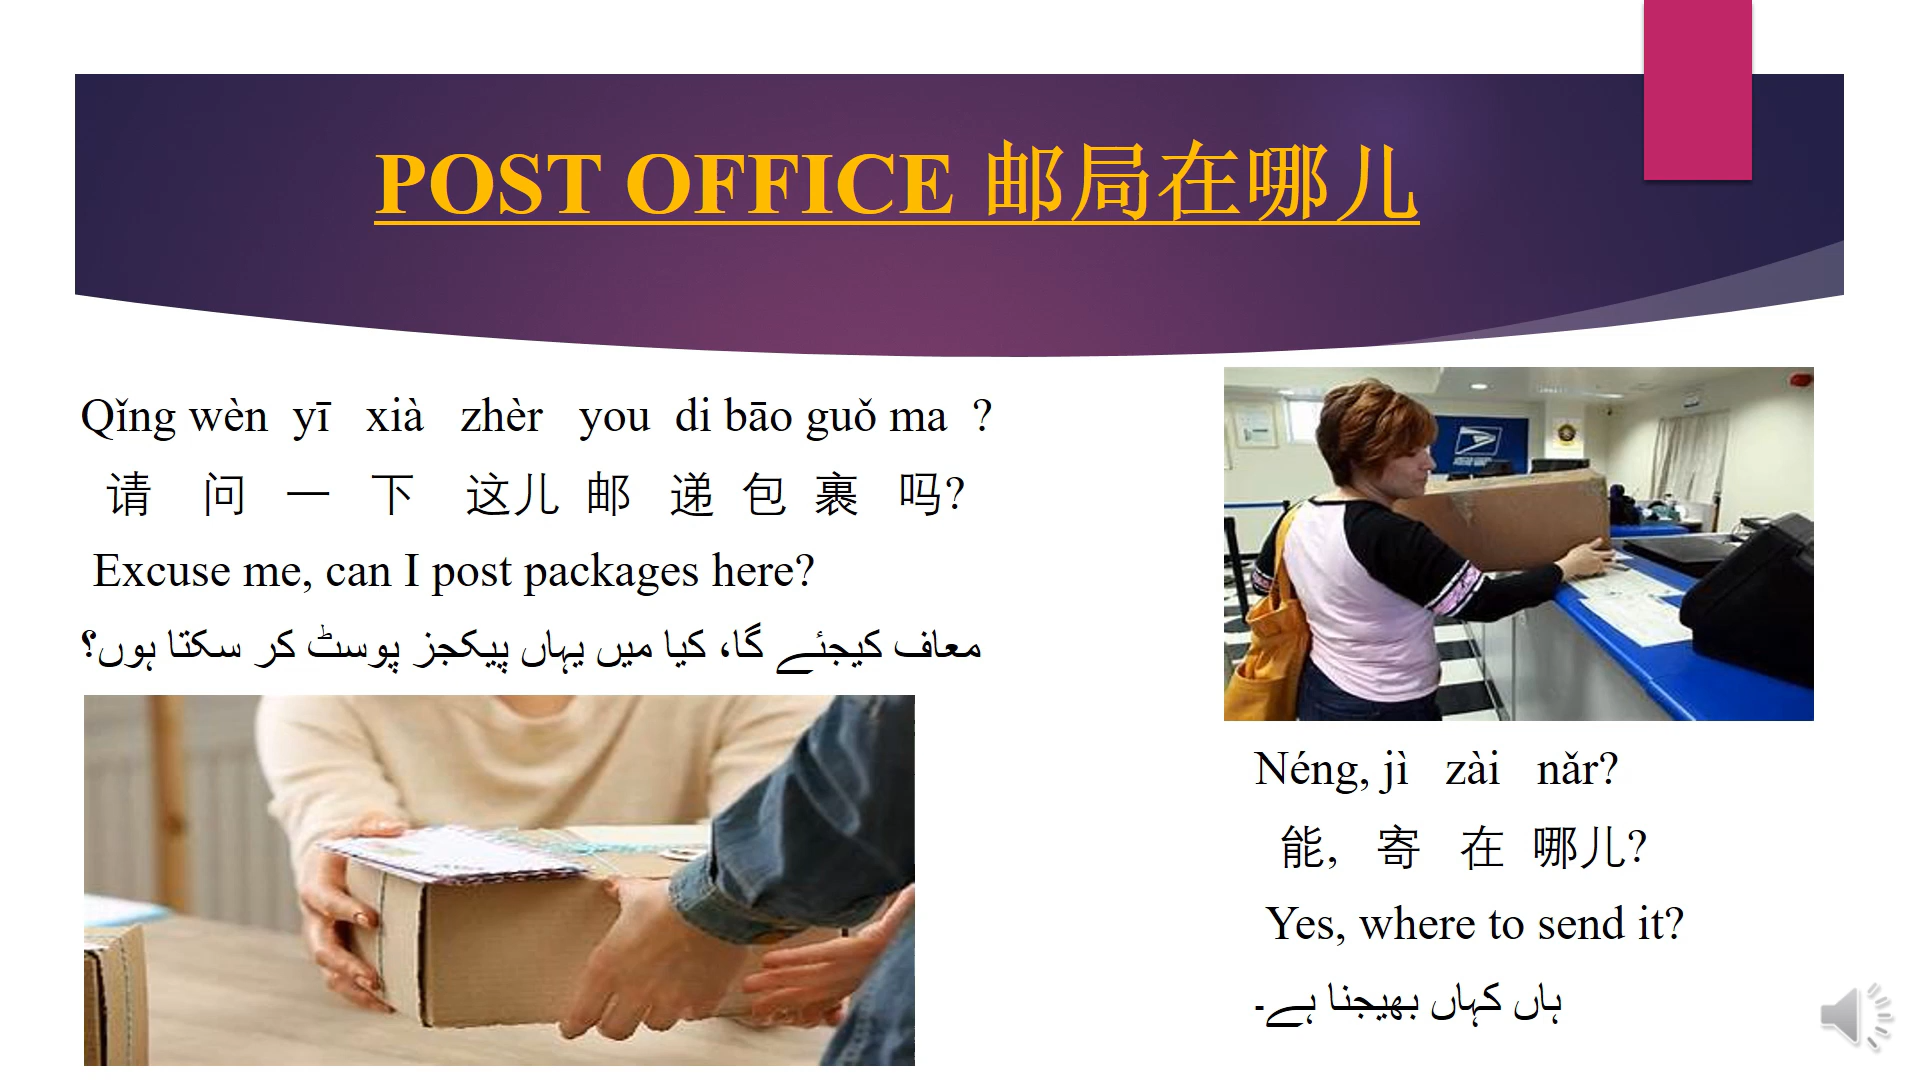 POST OFFICE 邮局在哪儿
Qǐng wèn yī xià zhèr you di bāo guǒ ma ?
请 问 一 下 这儿 邮 递 包 裹 吗?
Excuse me, can I post packages here?
معاف کیجئے گا، کیا میں یہاں پیکجز پوسٹ کر سکتا ہوں؟
Néng, jì zài nǎr?
能, 寄 在 哪儿?
Yes, where to send it?
ہاں کہاں بھیجنا ہے۔